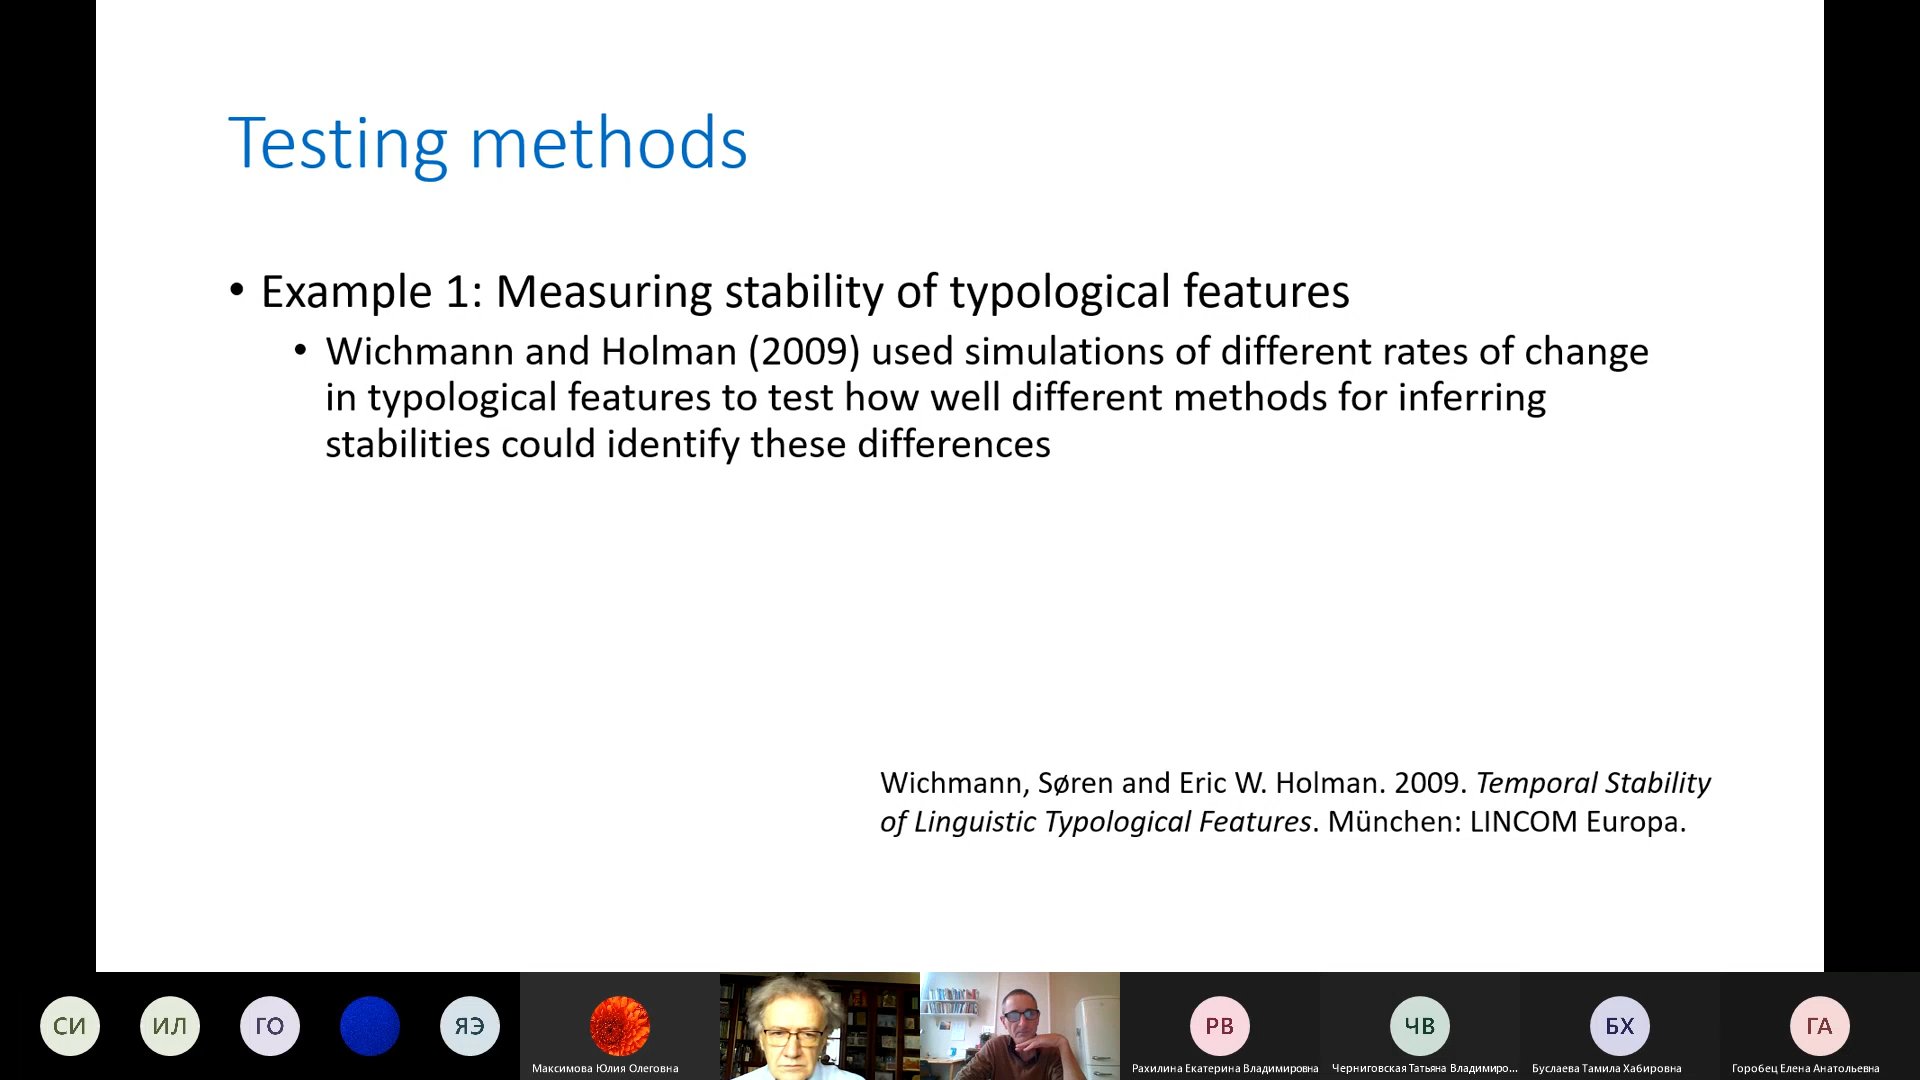 Testing methods
• Example 1: Measuring stability of typological features
• Wichmann and Holman (2009) used simulations of different rates of change
in typological features to test how well different methods for inferring
stabilities could identify these differences
Wichmann, Søren and Eric W. Holman. 2009. Temporal Stability
of Linguistic Typological Features. München: LINCOM Europa.
СИ
ИЛ
ГО
ЯЭ
Максимова Юлия Олеговна
РВ
Рахилина Екатерина Владимировна
ЧВ
Черниговская Татьяна Владимиро...
БХ
Буслаева Тамила Хабировна
ГА
Горобец Елена Анатольевна